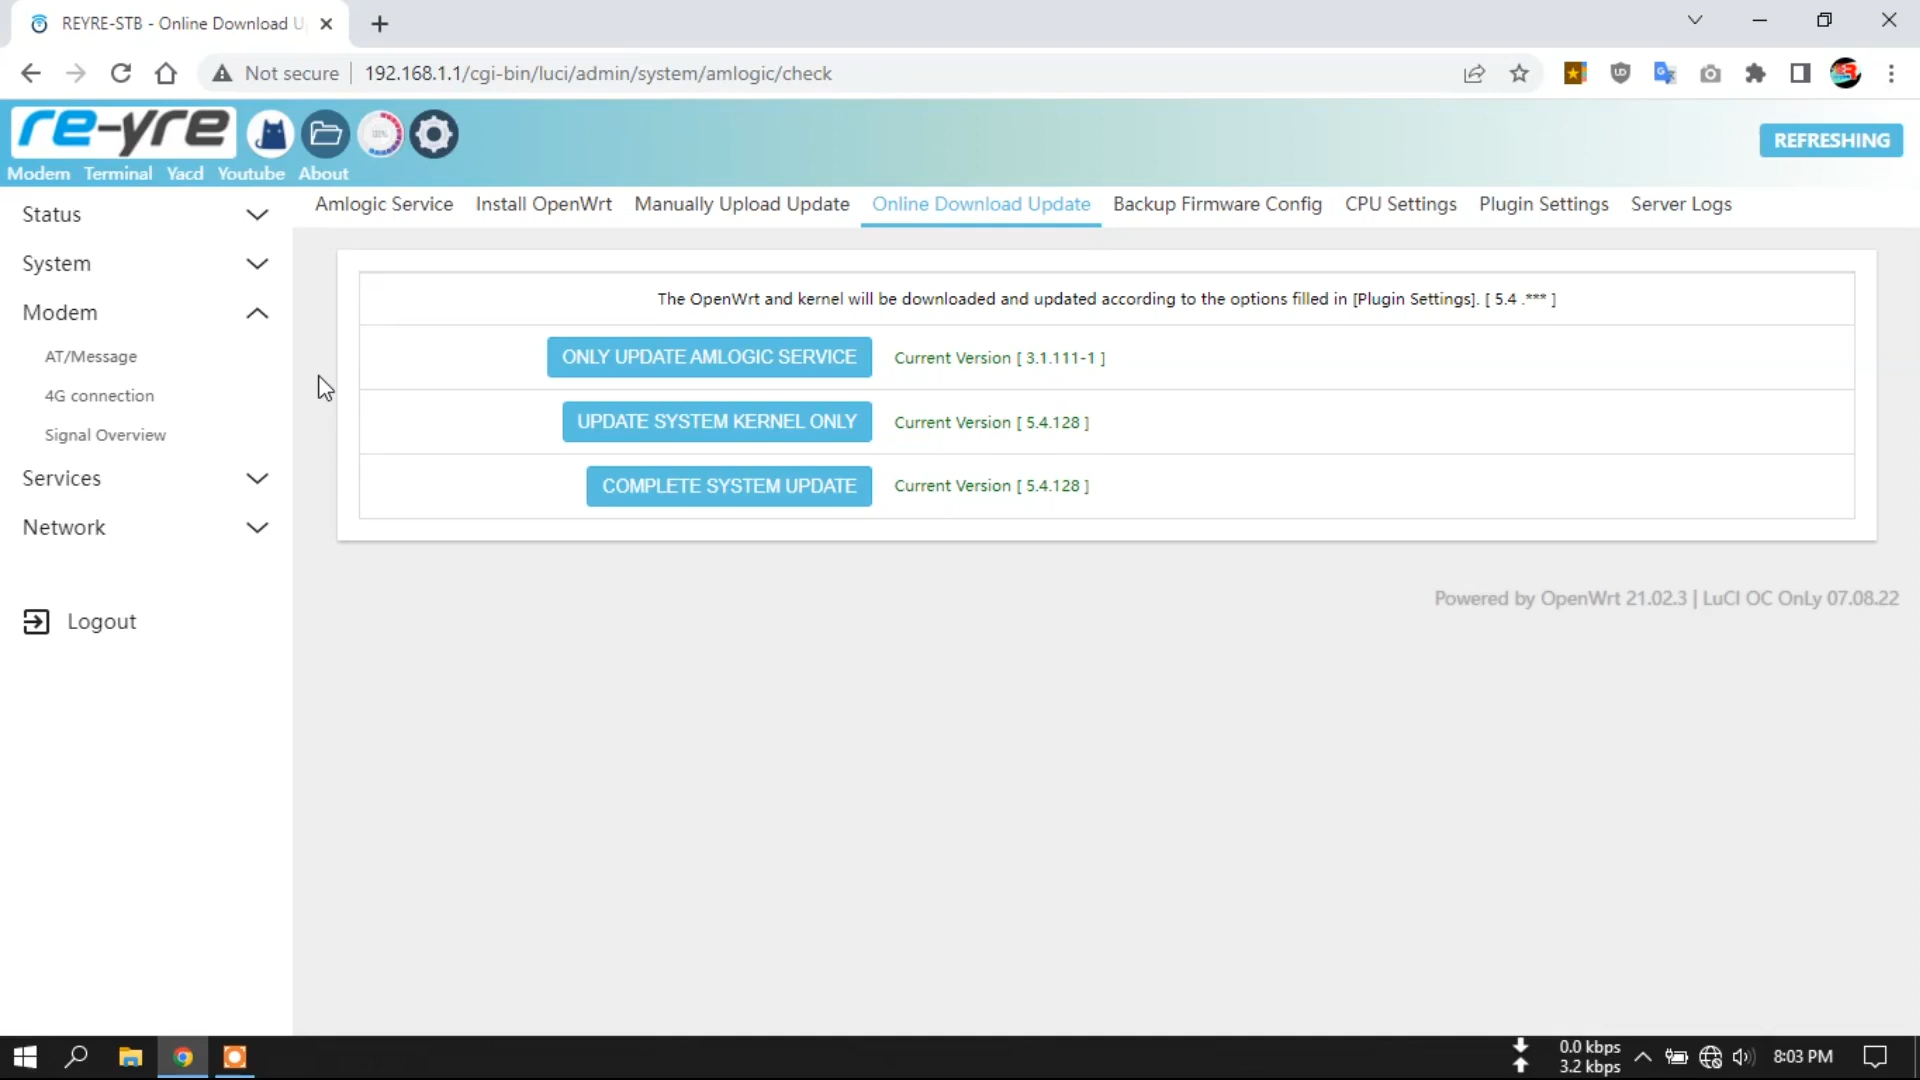 REYRE-STB - Online Download U
Not secure
192.168.1.1/cgi-bin/luci/admin/system/amlogic/check
re-yre
100%
REFRESHING
Modem Terminal Yacd Youtube About
Amlogic Service Install OpenWrt Manually Upload Update Online Download Update Backup Firmware Config CPU Settings Plugin Settings Server Logs
Status
System
Modem
AT/Message
4G connection
Signal Overview
Services
Network
Logout
The OpenWrt and kernel will be downloaded and updated according to the options filled in [Plugin Settings]. [ 5.4 .*** ]
ONLY UPDATE AMLOGIC SERVICE Current Version [ 3.1.111-1 ]
UPDATE SYSTEM KERNEL ONLY Current Version [ 5.4.128 ]
COMPLETE SYSTEM UPDATE Current Version [ 5.4.128 ]
Powered by OpenWrt 21.02.3 | LuCI OC OnLy 07.08.22
0.0 kbps
3.2 kbps
8:03 PM